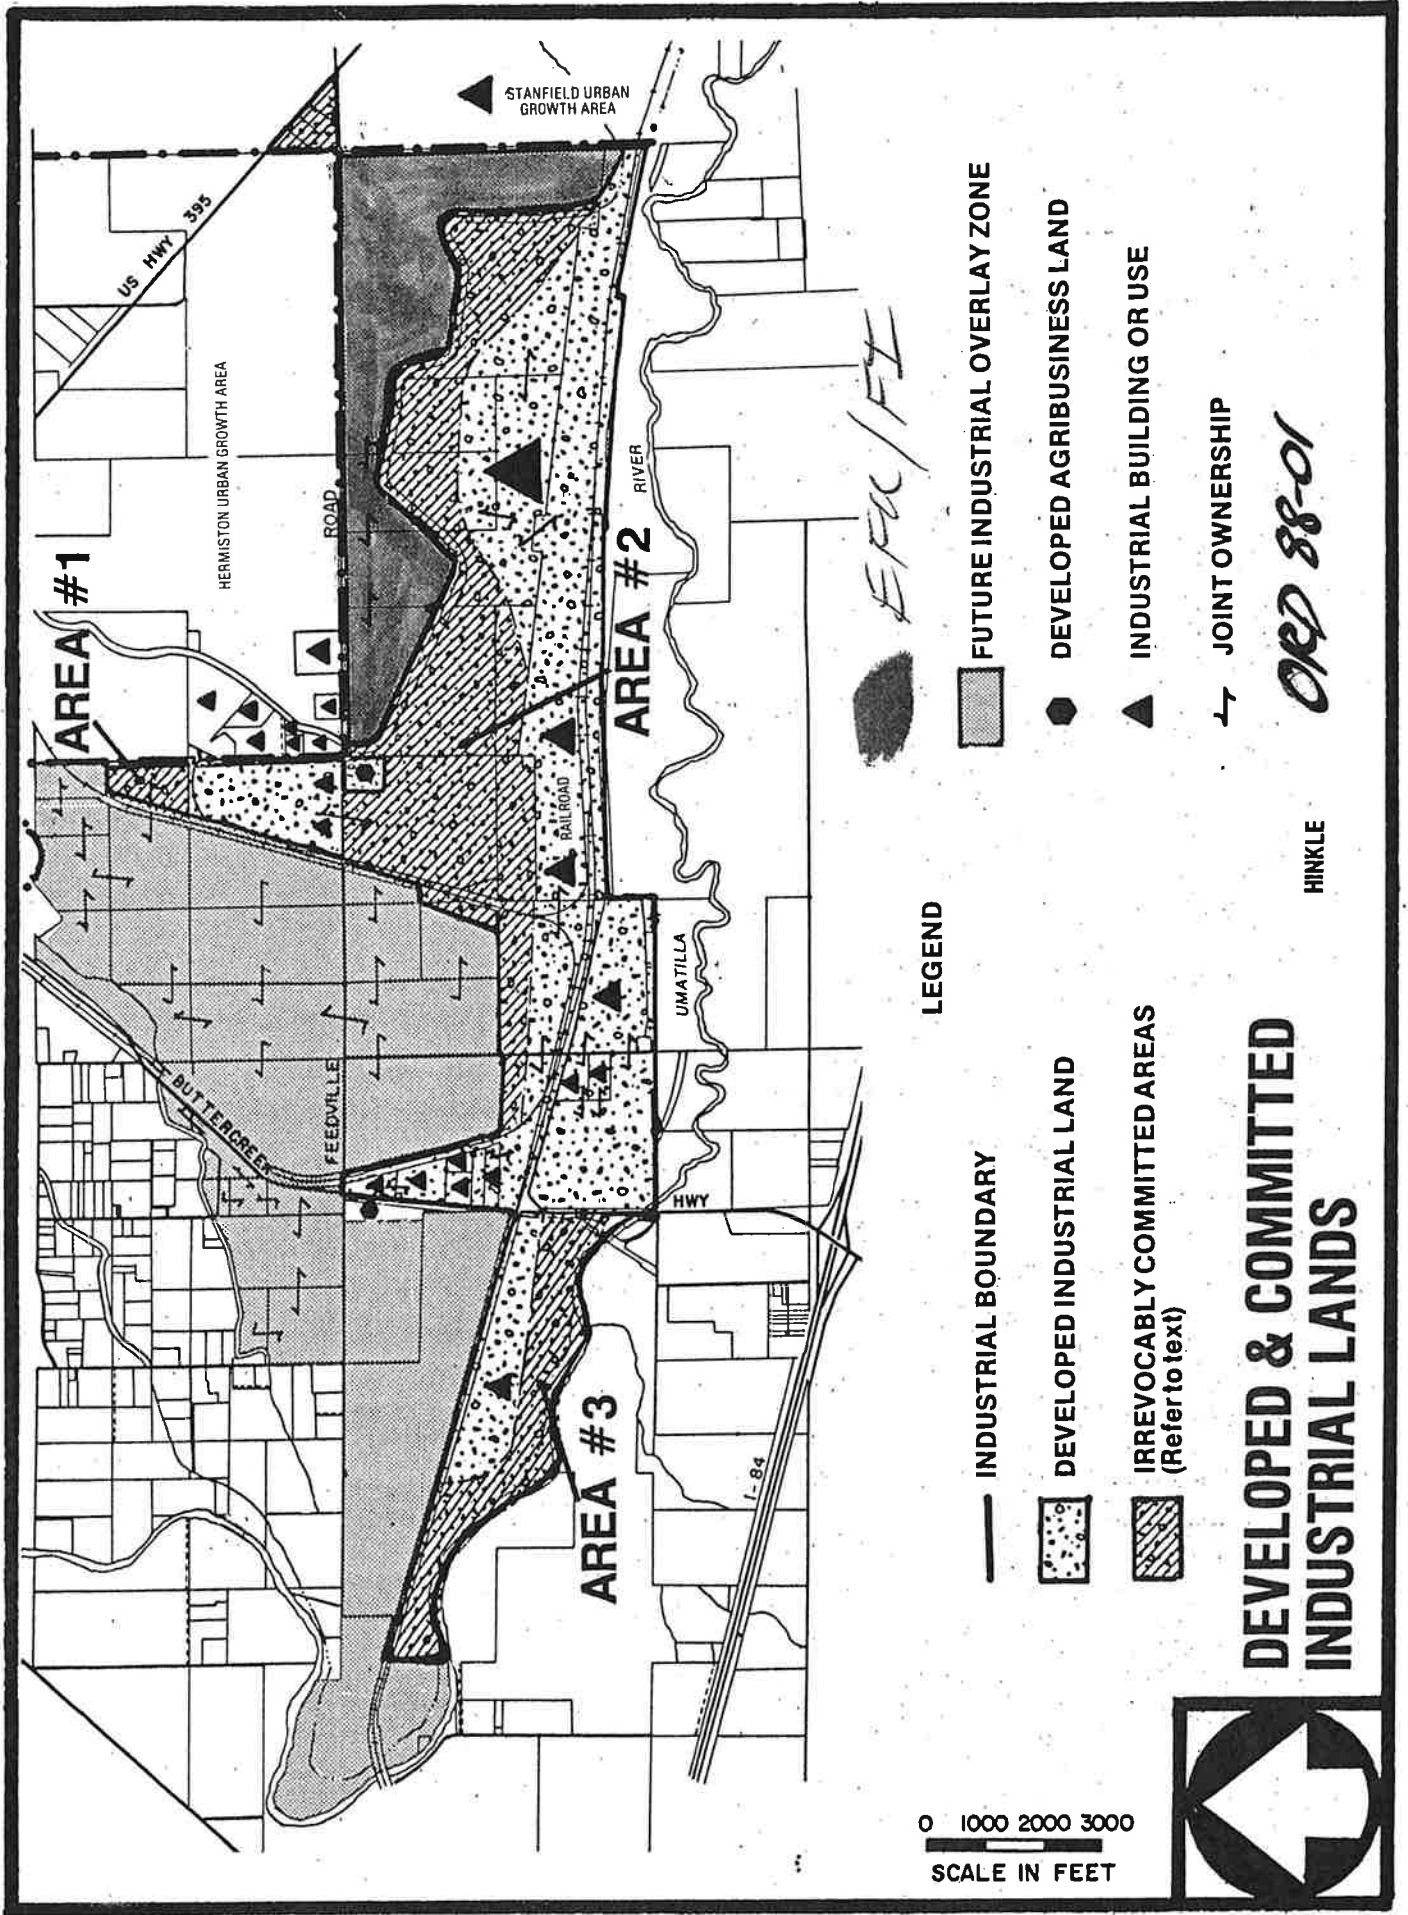 STANFIELD URBAN
GROWTH AREA
US HWY 395
HERMISTON URBAN GROWTH AREA
AREA #1
ROAD
RIVER
AREA #2
RAILROAD
UMATILLA
BUTTERCREEK
FEEDVILLE
HWY
AREA #3
I-84
EFU/FI
LEGEND
INDUSTRIAL BOUNDARY
DEVELOPED INDUSTRIAL LAND
IRREVOCABLY COMMITTED AREAS
(Refer to text)
FUTURE INDUSTRIAL OVERLAY ZONE
DEVELOPED AGRIBUSINESS LAND
INDUSTRIAL BUILDING OR USE
JOINT OWNERSHIP
ORD 88-01
HINKLE
DEVELOPED & COMMITTED
INDUSTRIAL LANDS
0 1000 2000 3000
SCALE IN FEET